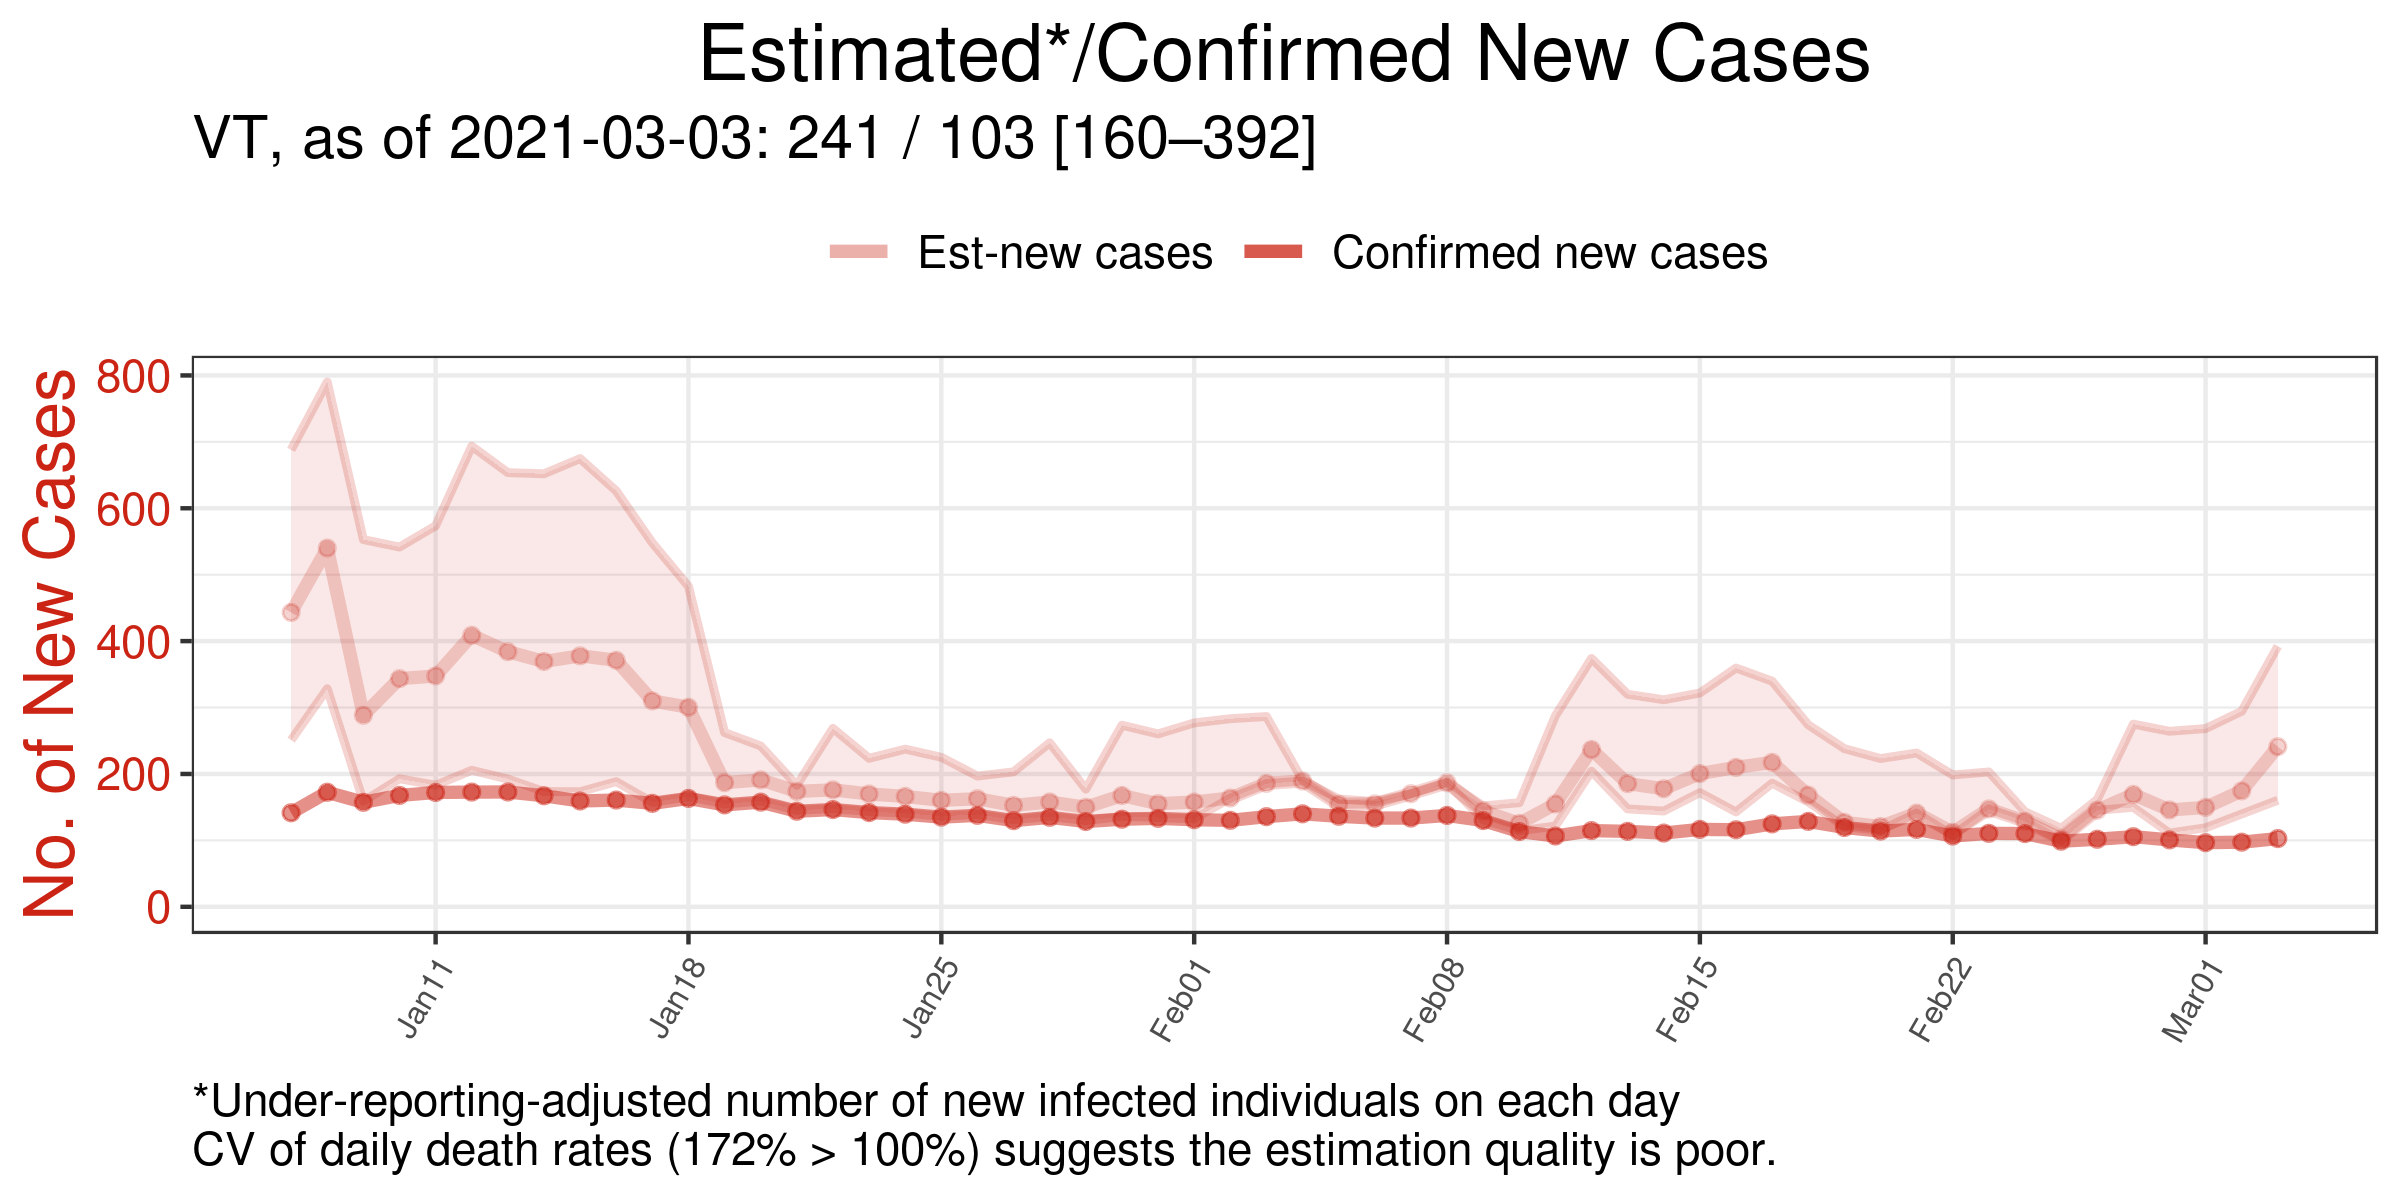 Estimated*/Confirmed New Cases
VT, as of 2021-03-03: 241 / 103 [160–392]
Est-new cases
Confirmed new cases
No. of New Cases
800
600
400
200
0
Jan11
Jan18
Jan25
Feb01
Feb08
Feb15
Feb22
Mar01
*Under-reporting-adjusted number of new infected individuals on each day
CV of daily death rates (172% > 100%) suggests the estimation quality is poor.